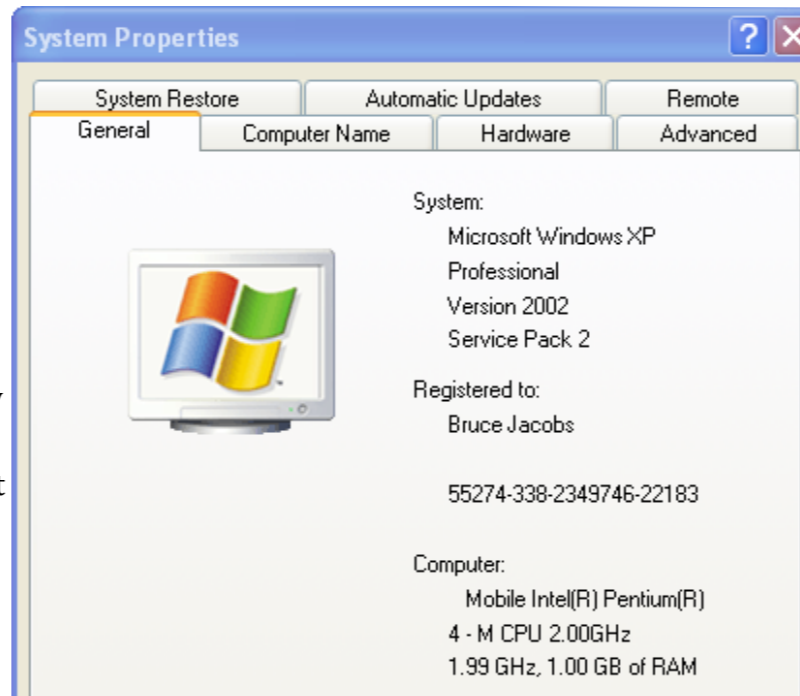 System Properties
?
System Restore Automatic Updates Remote
General Computer Name Hardware Advanced
System:
Microsoft Windows XP
Professional
Version 2002
Service Pack 2
Registered to:
Bruce Jacobs
55274-338-2349746-22183
Computer:
Mobile Intel(R) Pentium(R)
4 - M CPU 2.00GHz
1.99 GHz, 1.00 GB of RAM